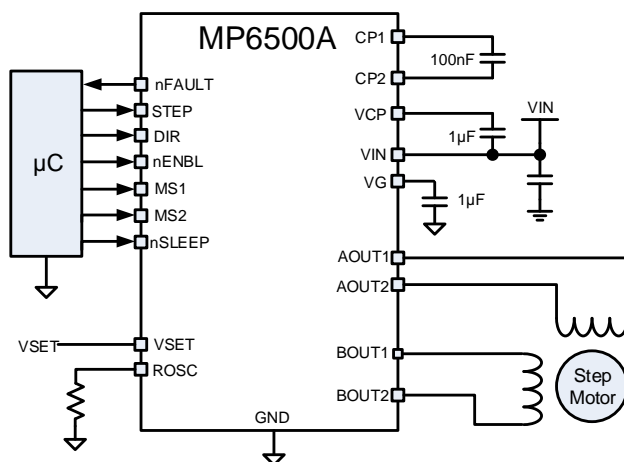 MP6500A
CP1
100nF
CP2
nFAULT
STEP
VCP
VIN
DIR
1µF
µC
nENBL
VIN
MS1
VG
MS2
1µF
nSLEEP
AOUT1
AOUT2
VSET
VSET
BOUT1
ROSC
Step
Motor
BOUT2
GND